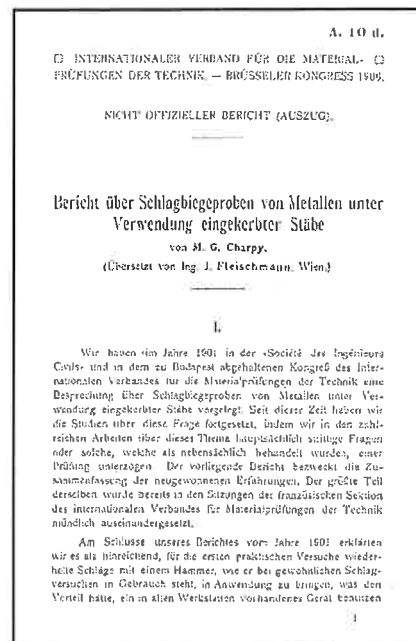 A. 10 d.
□ INTERNATIONALER VERBAND FÜR DIE MATERIAL- □
PRÜFUNGEN DER TECHNIK. — BRÜSSELER KONGRESS 1906.
NICHT OFFIZIELLER BERICHT (AUSZUG).
Bericht über Schlagbiegeproben von Metallen unter
Verwendung eingekerbter Stäbe
von M. G. Charpy.
(Übersetzt von Ing. J. Fleischmann, Wien.)
I.
Wir haben im Jahre 1901 in der «Société des Ingénieurs
Civils» und in dem zu Budapest abgehaltenen Kongreß des Inter-
nationalen Verbandes für die Materialprüfungen der Technik eine
Besprechung über Schlagbiegeproben von Metallen unter Ver-
wendung eingekerbter Stäbe vorgelegt. Seit dieser Zeit haben wir
die Studien über diese Frage fortgesetzt, indem wir in den zahl-
reichen Arbeiten über dieses Thema hauptsächlich strittige Fragen
oder solche, welche als nebensächlich behandelt wurden, einer
Prüfung unterzogen. Der vorliegende Bericht bezweckt die Zu-
sammenfassung der neugewonnenen Erfahrungen. Der größte Teil
derselben wurde bereits in den Sitzungen der französischen Sektion
des internationalen Verbandes für Materialprüfungen der Technik
mündlich auseinandergesetzt.
Am Schlusse unseres Berichtes vom Jahre 1901 erklärten
wir es als hinreichend, für die ersten praktischen Versuche wieder-
holte Schläge mit einem Hammer, wie er bei gewöhnlichen Schlag-
versuchen in Gebrauch steht, in Anwendung zu bringen, was den
Vorteil hatte, ein in allen Werkstätten vorhandenes Gerät benutzen
1